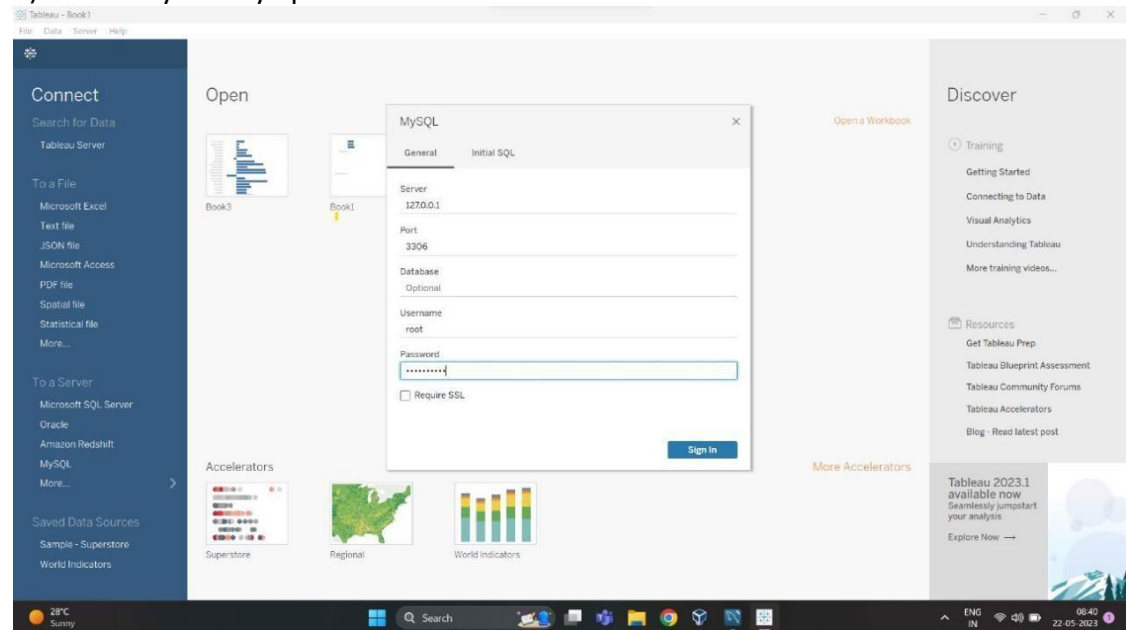 Tableau - Book1
File Data Server Help
Connect
Search for Data
Tableau Server
To a File
Microsoft Excel
Text file
JSON file
Microsoft Access
PDF file
Spatial file
Statistical file
More...
To a Server
Microsoft SQL Server
Oracle
Amazon Redshift
MySQL
More...
Saved Data Sources
Sample - Superstore
World Indicators
Open
Open a Workbook
Book3
Book1
MySQL
General Initial SQL
Server
127.0.0.1
Port
3306
Database
Optional
Username
root
Password
Require SSL
Sign In
Accelerators
More Accelerators
Superstore
Regional
World Indicators
Discover
Training
Getting Started
Connecting to Data
Visual Analytics
Understanding Tableau
More training videos...
Resources
Get Tableau Prep
Tableau Blueprint Assessment
Tableau Community Forums
Tableau Accelerators
Blog - Read latest post
Tableau 2023.1
available now
Seamlessly jumpstart
your analysis
Explore Now →
28°C
Sunny
Search
ENG
IN
08:40
22-05-2023